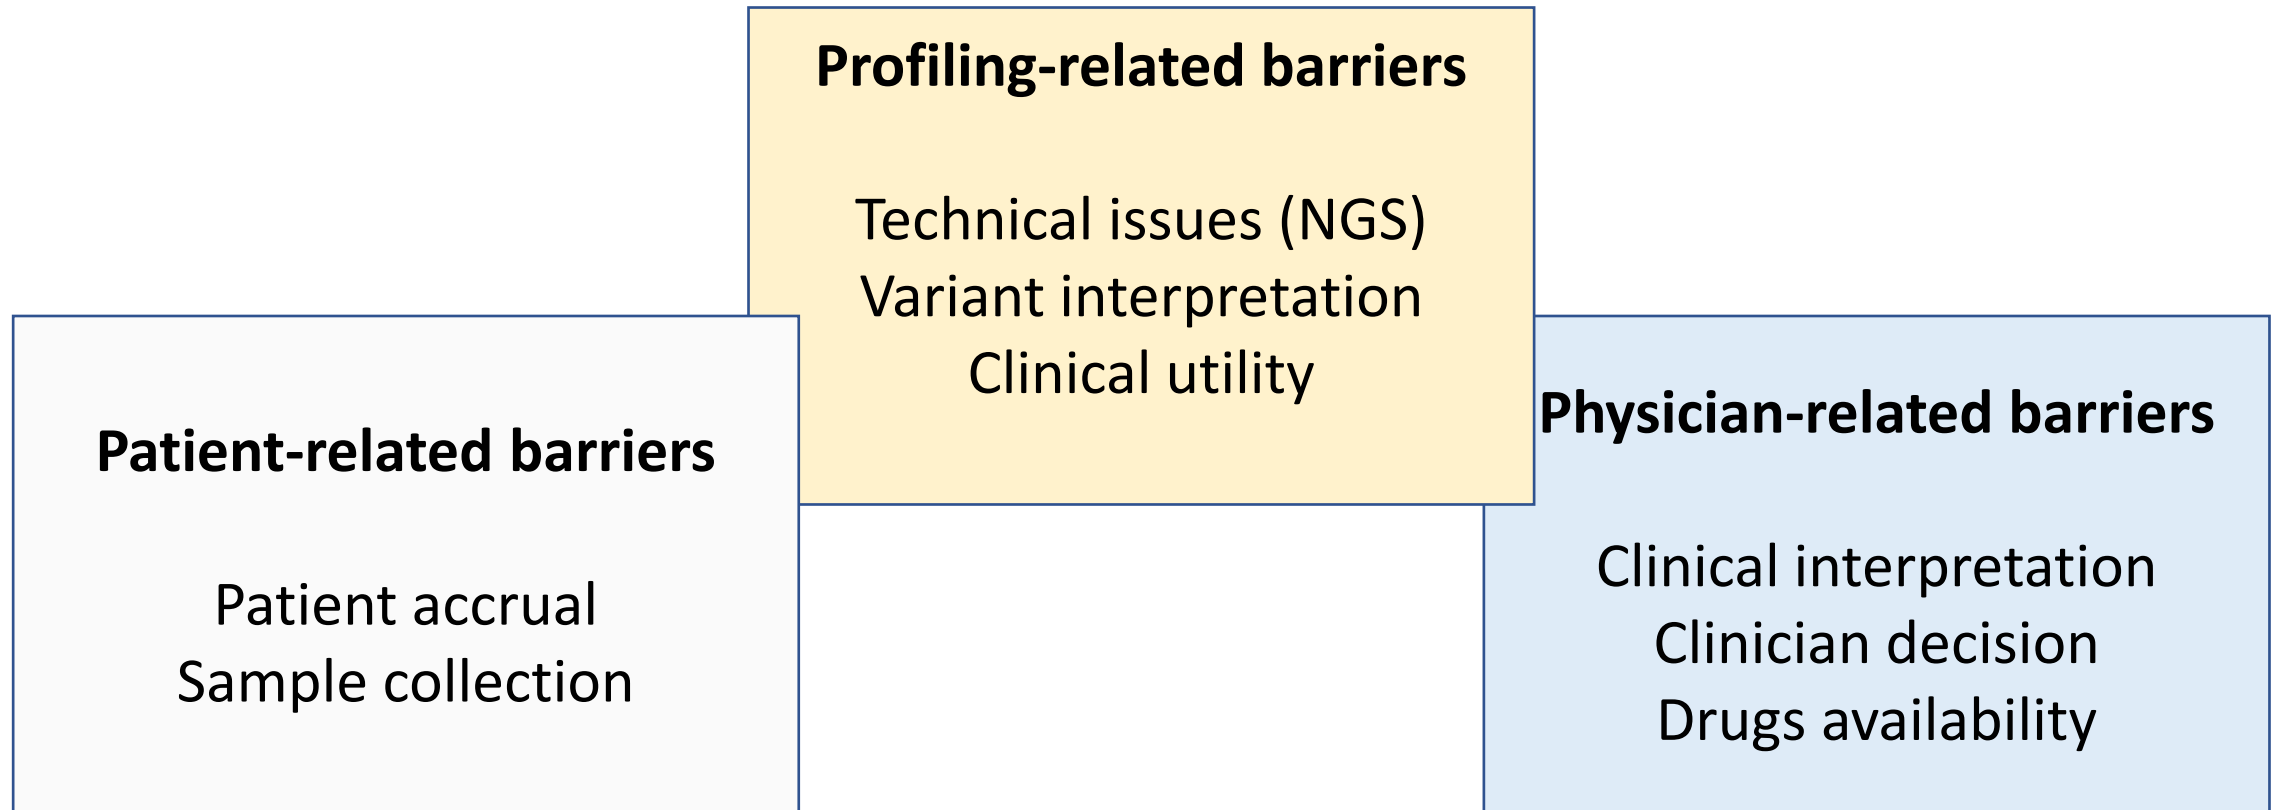 Profiling-related barriers
Technical issues (NGS)
Variant interpretation
Clinical utility
Patient-related barriers
Patient accrual
Sample collection
Physician-related barriers
Clinical interpretation
Clinician decision
Drugs availability